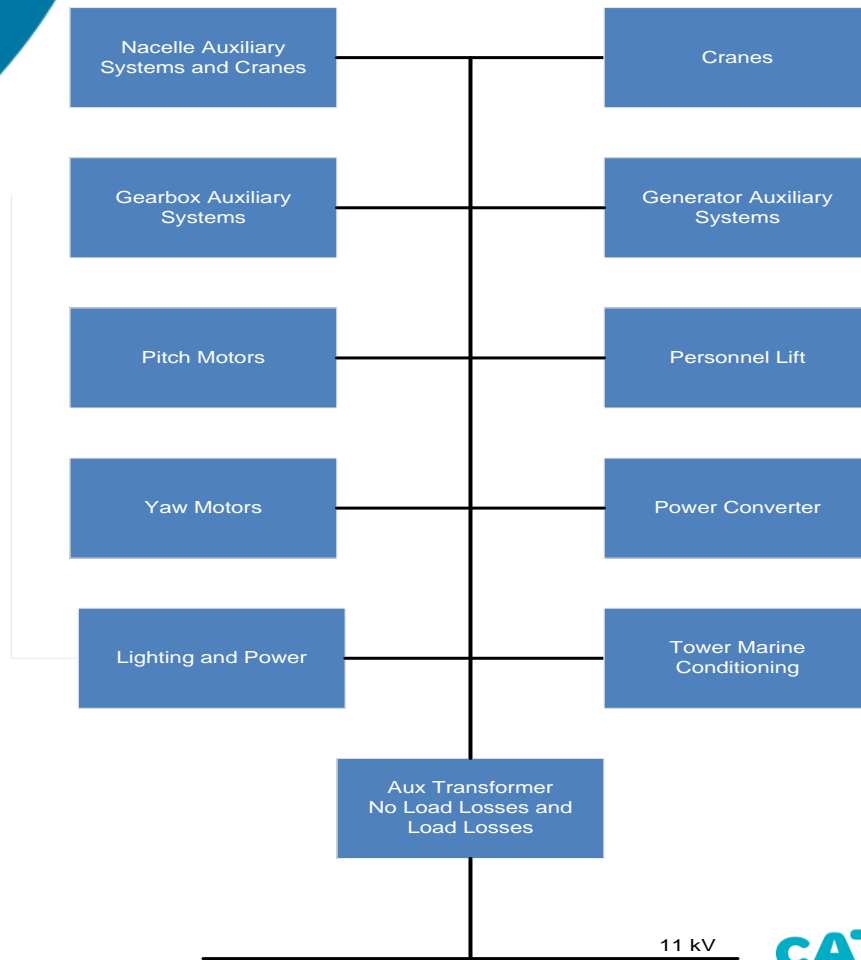 Nacelle Auxiliary
Systems and Cranes
Cranes
Gearbox Auxiliary
Systems
Generator Auxiliary
Systems
Pitch Motors
Personnel Lift
Yaw Motors
Power Converter
Lighting and Power
Tower Marine
Conditioning
Aux Transformer
No Load Losses and
Load Losses
11 kV